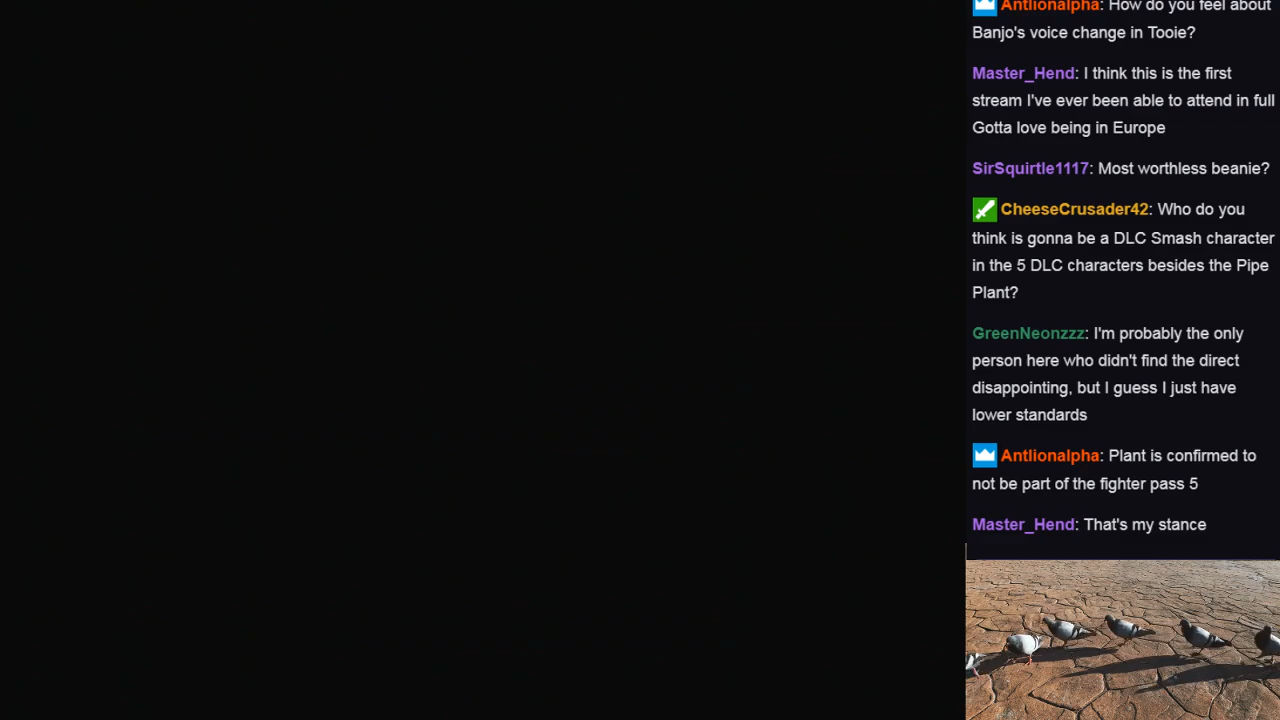 Antlionalpha: How do you feel about
Banjo's voice change in Tooie?
Master_Hend: I think this is the first
stream I've ever been able to attend in full
Gotta love being in Europe
SirSquirtle1117: Most worthless beanie?
CheeseCrusader42: Who do you
think is gonna be a DLC Smash character
in the 5 DLC characters besides the Pipe
Plant?
GreenNeonzzz: I'm probably the only
person here who didn't find the direct
disappointing, but I guess I just have
lower standards
Antlionalpha: Plant is confirmed to
not be part of the fighter pass 5
Master_Hend: That's my stance